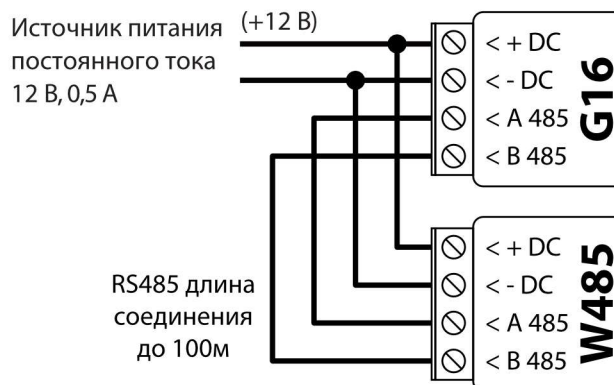 Источник питания
постоянного тока
12 В, 0,5 А
(+12 В)
< + DC
< - DC
< A 485
< B 485
G16
RS485 длина
соединения
до 100м
< + DC
< - DC
< A 485
< B 485
W485